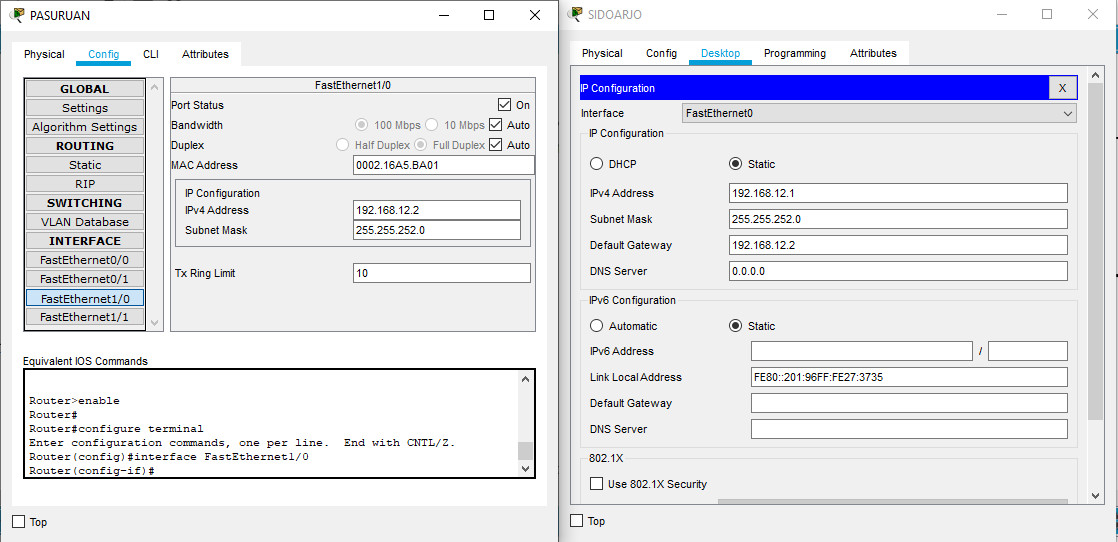 PASURUAN
Physical Config CLI Attributes
GLOBAL
Settings
Algorithm Settings
ROUTING
Static
RIP
SWITCHING
VLAN Database
INTERFACE
FastEthernet0/0
FastEthernet0/1
FastEthernet1/0
FastEthernet1/1
FastEthernet1/0
Port Status On
Bandwidth 100 Mbps 10 Mbps Auto
Duplex Half Duplex Full Duplex Auto
MAC Address 0002.16A5.BA01
IP Configuration
IPv4 Address 192.168.12.2
Subnet Mask 255.255.252.0
Tx Ring Limit 10
Equivalent IOS Commands
Router>enable
Router#
Router#configure terminal
Enter configuration commands, one per line. End with CNTL/Z.
Router(config)#interface FastEthernet1/0
Router(config-if)#
Top
SIDOARJO
Physical Config Desktop Programming Attributes
IP Configuration X
Interface FastEthernet0
IP Configuration
DHCP Static
IPv4 Address 192.168.12.1
Subnet Mask 255.255.252.0
Default Gateway 192.168.12.2
DNS Server 0.0.0.0
IPv6 Configuration
Automatic Static
IPv6 Address /
Link Local Address FE80::201:96FF:FE27:3735
Default Gateway
DNS Server
802.1X
Use 802.1X Security
Top